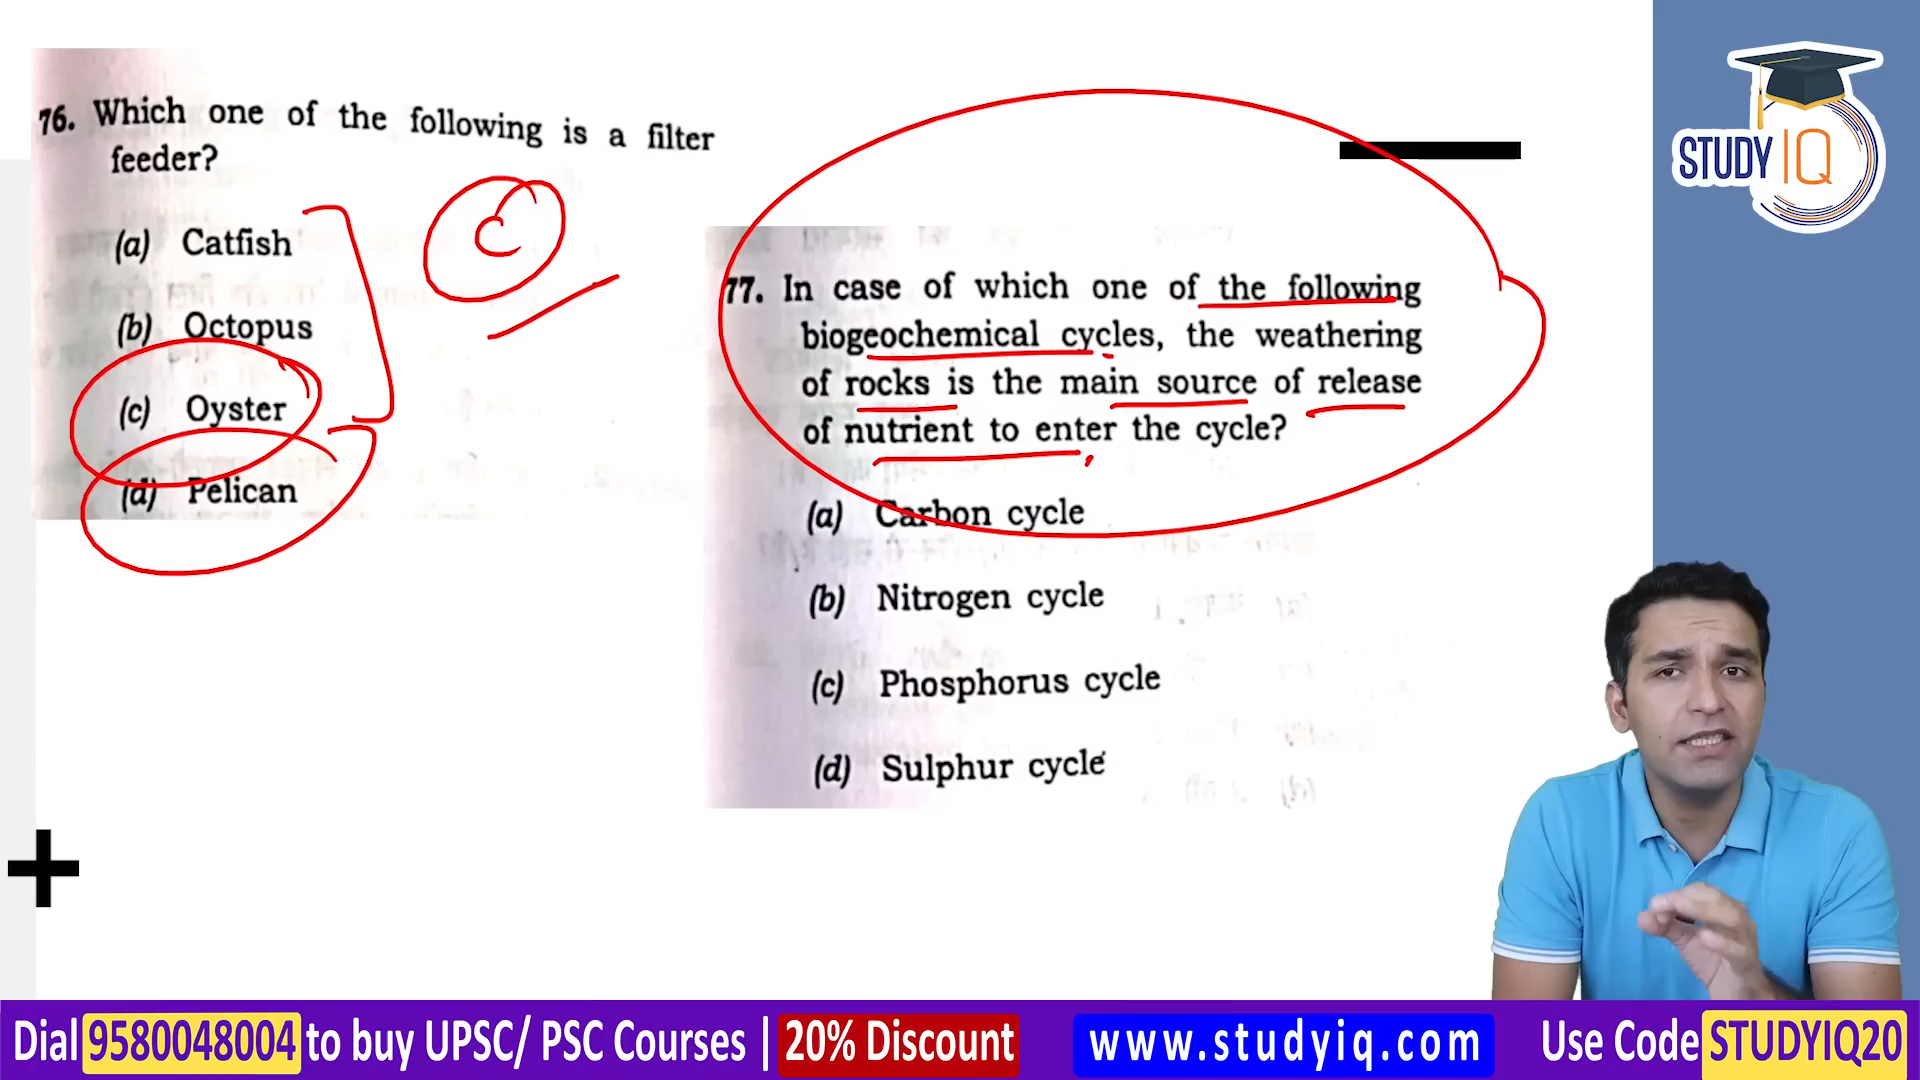 76. Which one of the following is a filter
feeder?
(a) Catfish
(b) Octopus
(c) Oyster
(d) Pelican
C
77. In case of which one of the following
biogeochemical cycles, the weathering
of rocks is the main source of release
of nutrient to enter the cycle?
(a) Carbon cycle
(b) Nitrogen cycle
(c) Phosphorus cycle
(d) Sulphur cycle
STUDY IQ
Dial 9580048004 to buy UPSC/ PSC Courses | 20% Discount www.studyiq.com Use Code STUDYIQ20